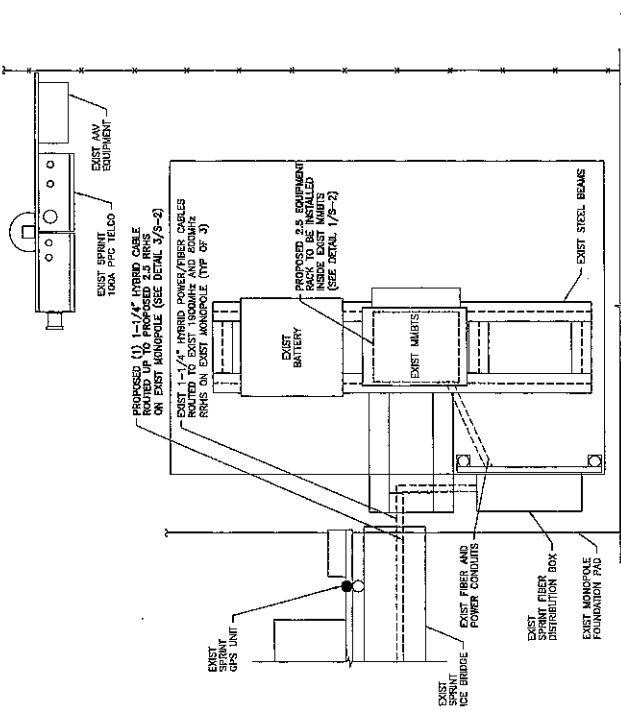 EXIST AAV
EQUIPMENT
EXIST SPRINT
100A PPC TELCO
PROPOSED (1) 1-1/4" HYBRID CABLE
ROUTED UP TO PROPOSED 2.5 RRHS
ON EXIST MONOPOLE (SEE DETAIL 3/S-2)
EXIST 1-1/4" HYBRID POWER/FIBER CABLES
ROUTED TO EXIST 1900MHz AND 800MHz
RRHS ON EXIST MONOPOLE (TYP OF 3)
PROPOSED 2.5 EQUIPMENT
RACK TO BE INSTALLED
INSIDE EXIST MMBTS
(SEE DETAIL 1/S-2)
EXIST STEEL BEAMS
EXIST
BATTERY
EXIST MMBTS
EXIST
SPRINT
GPS UNIT
EXIST
SPRINT
ICE BRIDGE
EXIST FIBER AND
POWER CONDUITS
EXIST
SPRINT FIBER
DISTRIBUTION BOX
EXIST MONOPOLE
FOUNDATION PAD